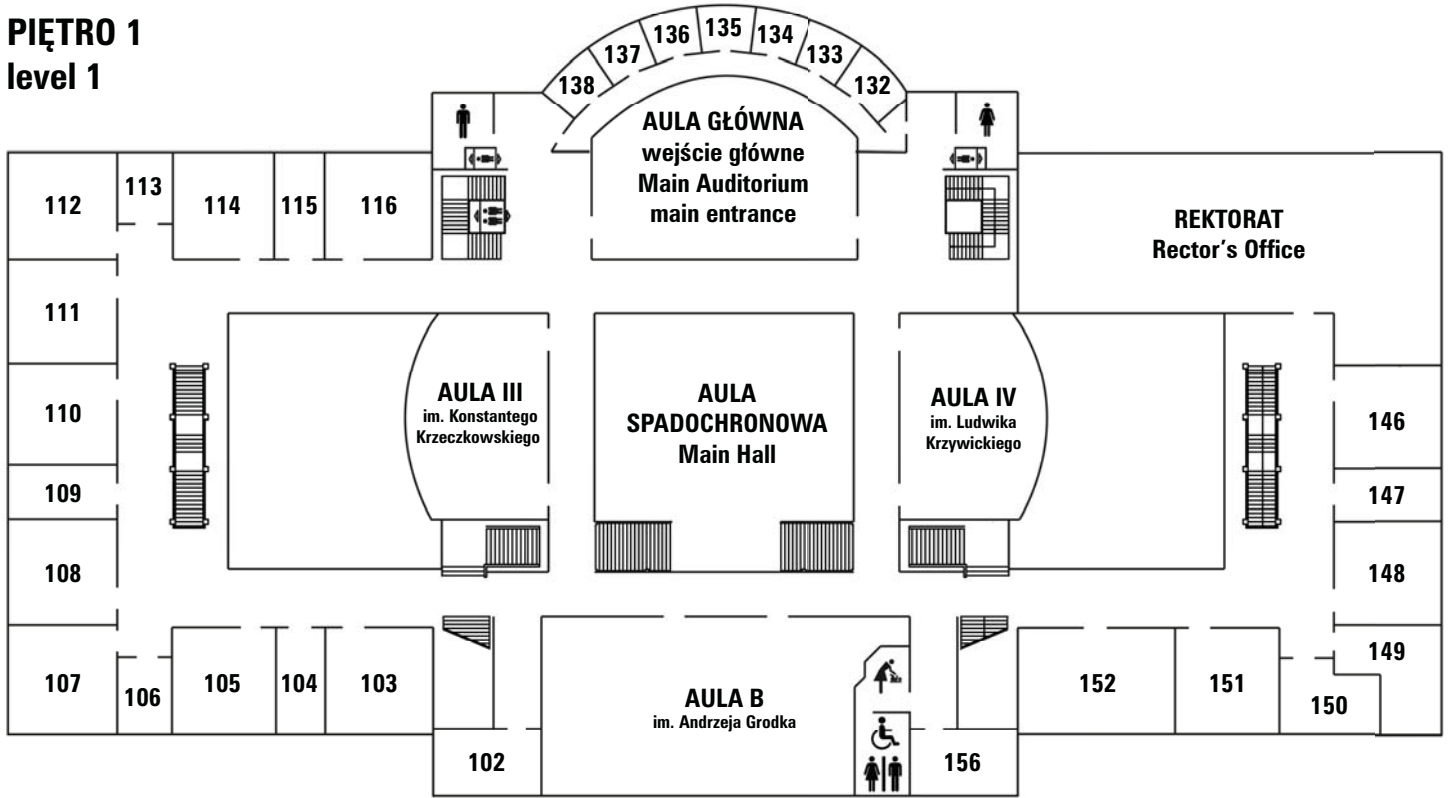 PIĘTRO 1
level 1
138
137
136
135
134
133
132
AULA GŁÓWNA
wejście główne
Main Auditorium
main entrance
112
113
114
115
116
REKTORAT
Rector's Office
111
110
109
108
107
106
105
104
103
102
AULA III
im. Konstantego
Krzeczkowskiego
AULA
SPADOCHRONOWA
Main Hall
AULA IV
im. Ludwika
Krzywickiego
146
147
148
149
150
151
152
AULA B
im. Andrzeja Grodka
156